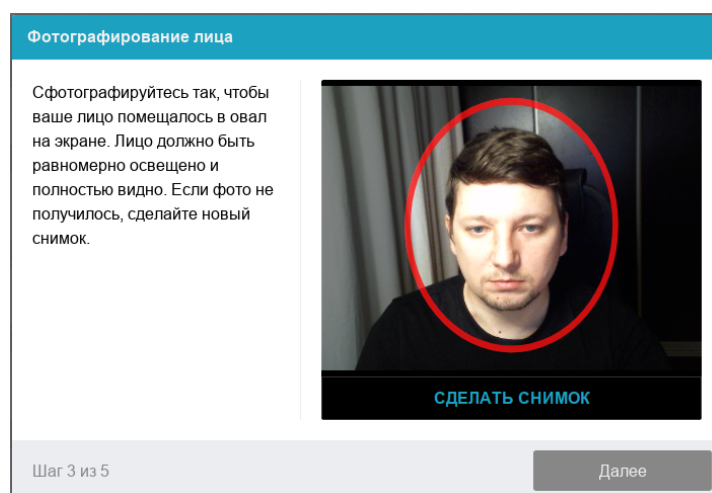 Фотографирование лица
Сфотографируйтесь так, чтобы
ваше лицо помещалось в овал
на экране. Лицо должно быть
равномерно освещено и
полностью видно. Если фото не
получилось, сделайте новый
снимок.
СДЕЛАТЬ СНИМОК
Шаг 3 из 5
Далее